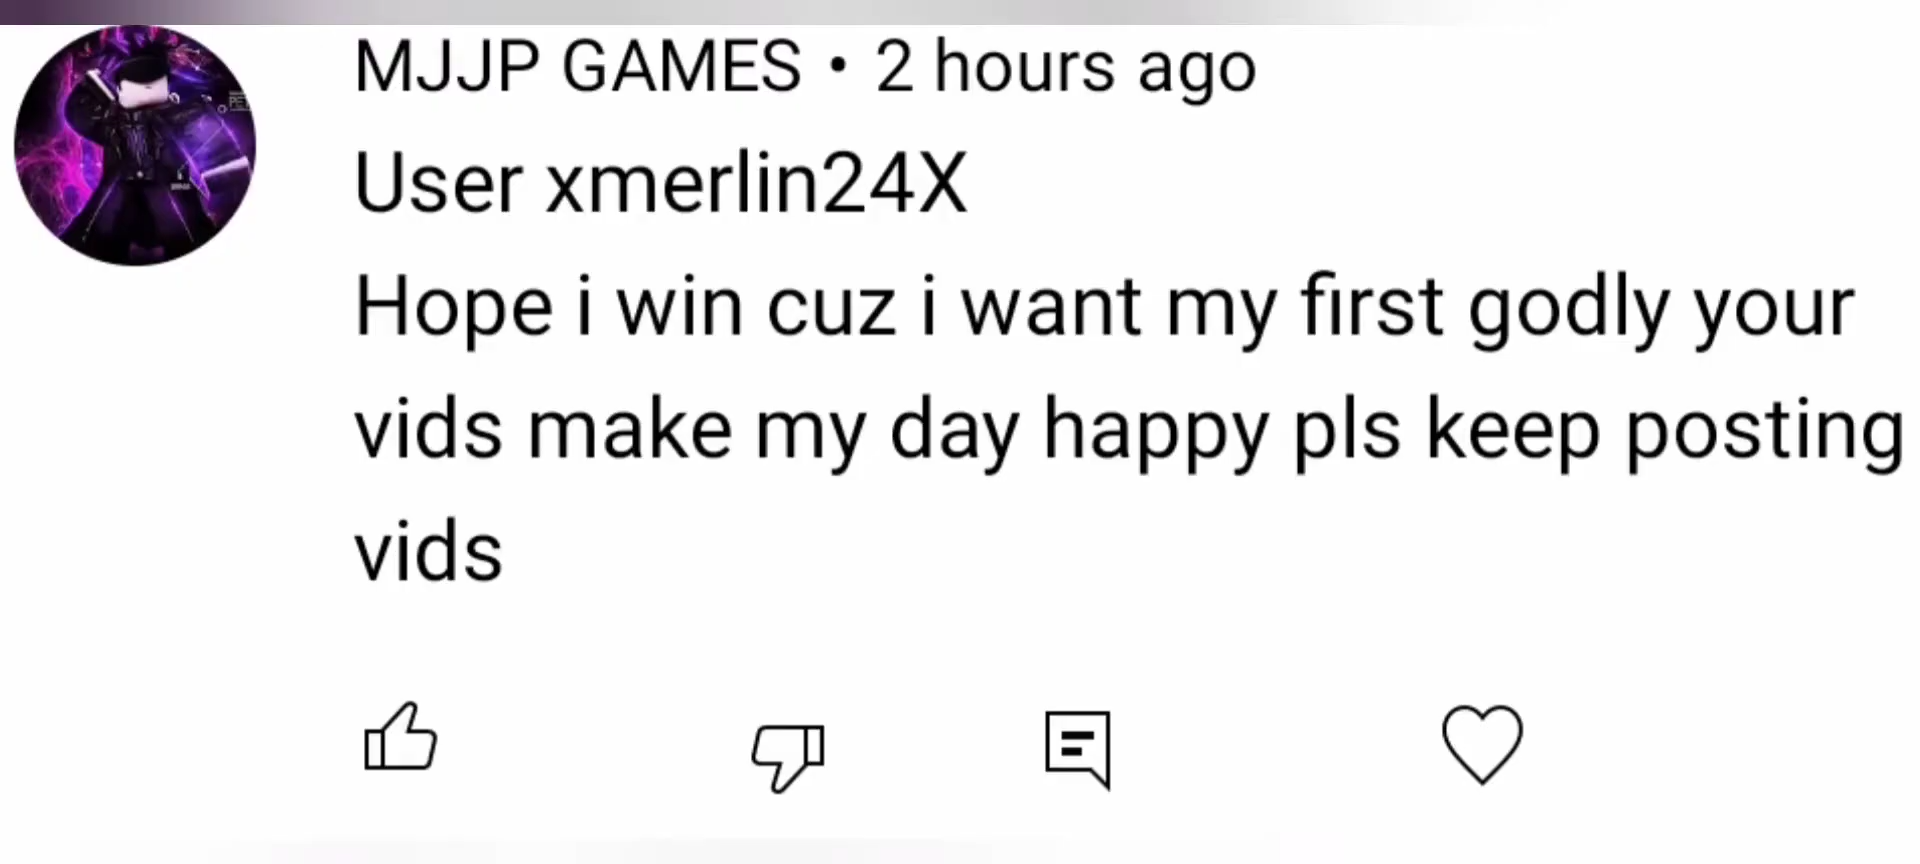 MJJP GAMES • 2 hours ago
User xmerlin24X
Hope i win cuz i want my first godly your
vids make my day happy pls keep posting
vids